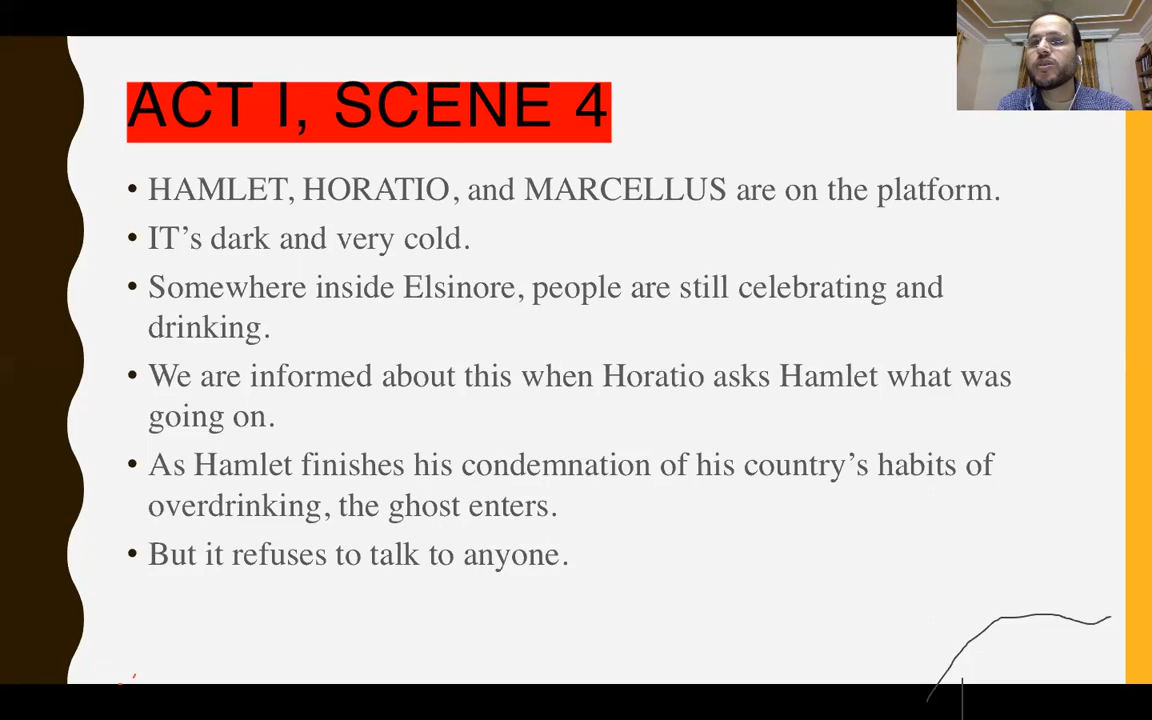 ACT I, SCENE 4
• HAMLET, HORATIO, and MARCELLUS are on the platform.
• IT’s dark and very cold.
• Somewhere inside Elsinore, people are still celebrating and
drinking.
• We are informed about this when Horatio asks Hamlet what was
going on.
• As Hamlet finishes his condemnation of his country’s habits of
overdrinking, the ghost enters.
• But it refuses to talk to anyone.